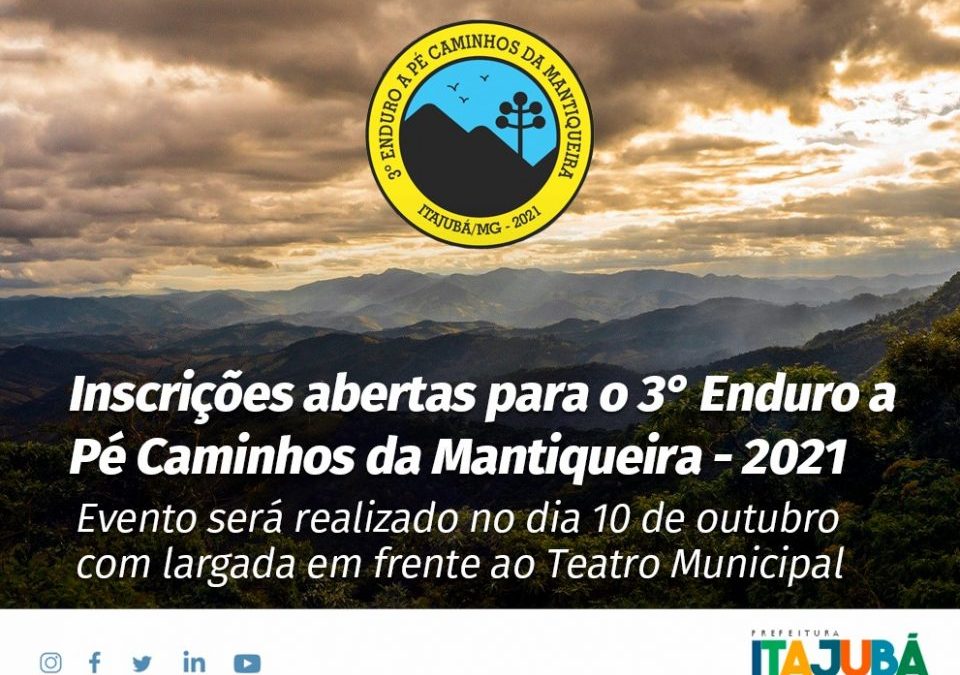 3º ENDURO A PÉ CAMINHOS DA MANTIQUEIRA
ITAJUBÁ/MG - 2021
Inscrições abertas para o 3° Enduro a
Pé Caminhos da Mantiqueira - 2021
Evento será realizado no dia 10 de outubro
com largada em frente ao Teatro Municipal
PREFEITURA
ITAJUBÁ